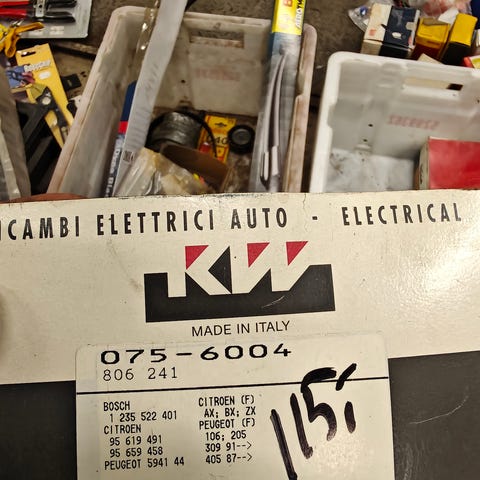 ICAMBI ELETTRICI AUTO - ELECTRICAL
KW
MADE IN ITALY
075-6004
806 241
BOSCH
1 235 522 401
CITROEN
95 619 491
95 659 458
PEUGEOT 5941 44
CITROEN (F)
AX; BX; ZX
PEUGEOT (F)
106; 205
309 91-->
405 87-->
115;